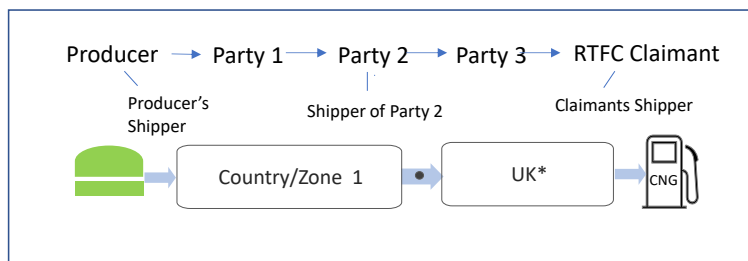 Producer Party 1 Party 2 Party 3 RTFC Claimant
Producer's
Shipper
Shipper of Party 2
Claimants Shipper
Country/Zone 1
UK*
CNG